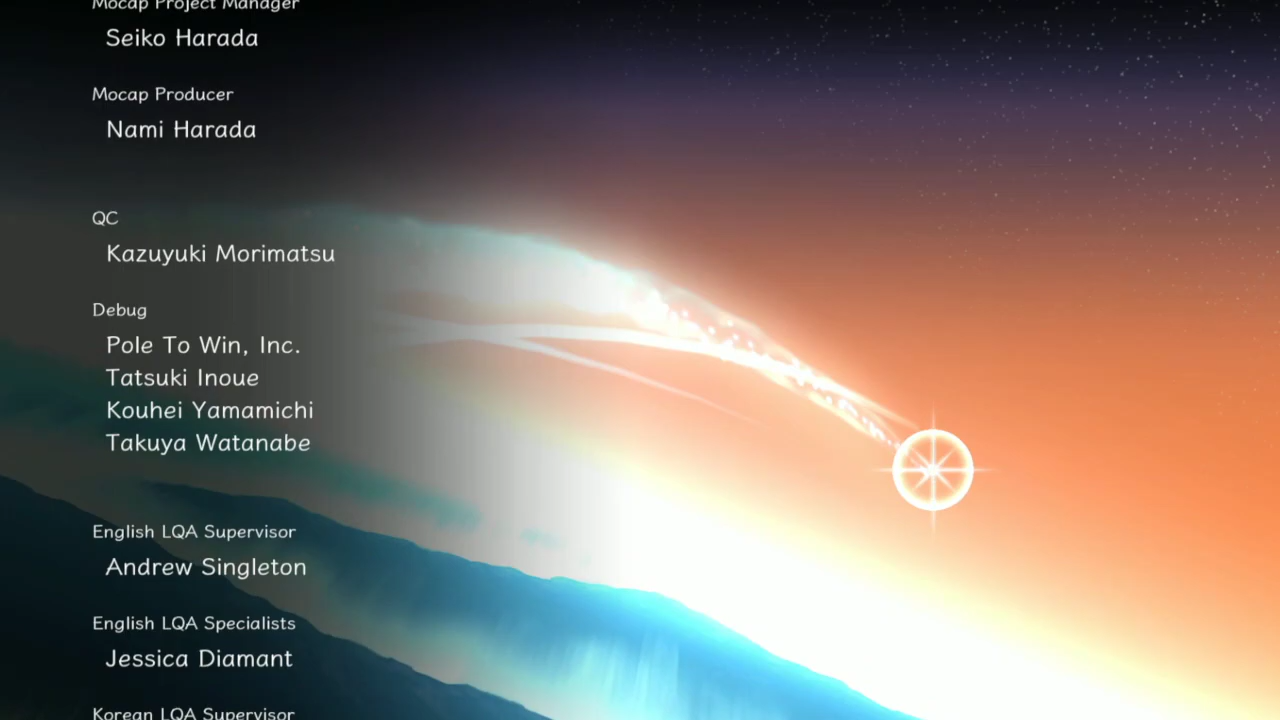 Mocap Project Manager
Seiko Harada
Mocap Producer
Nami Harada
QC
Kazuyuki Morimatsu
Debug
Pole To Win, Inc.
Tatsuki Inoue
Kouhei Yamamichi
Takuya Watanabe
English LQA Supervisor
Andrew Singleton
English LQA Specialists
Jessica Diamant
Korean LQA Supervisor